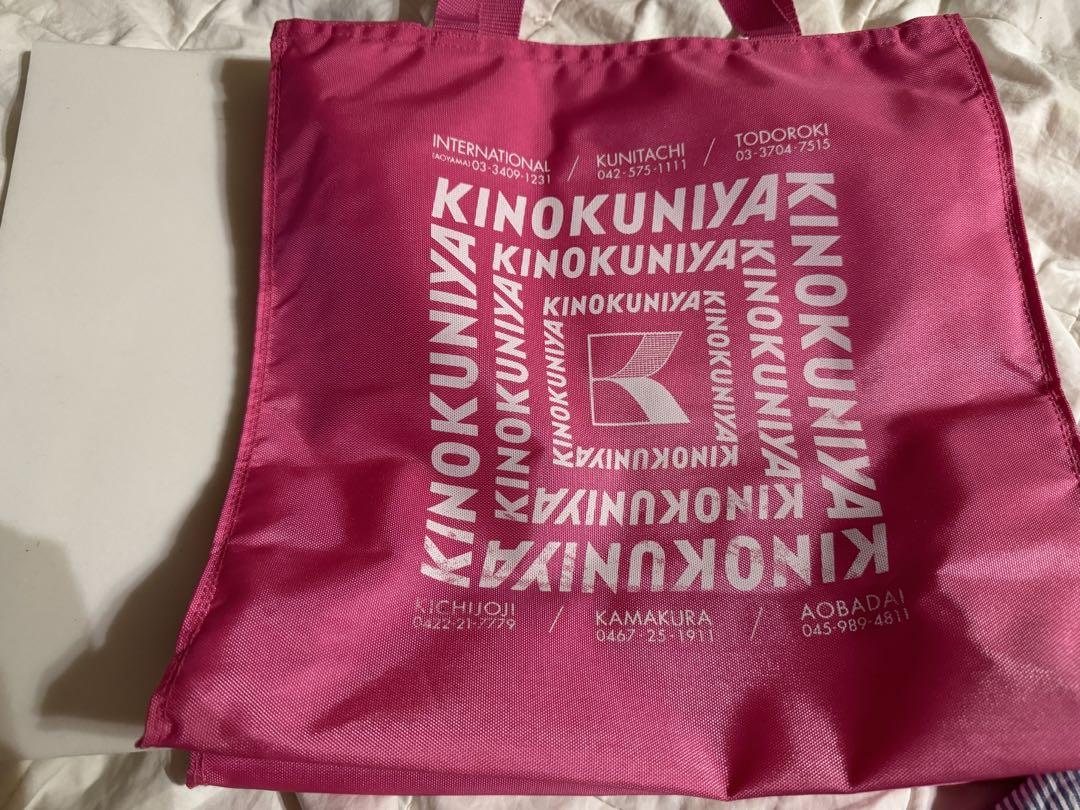 INTERNATIONAL
(AOYAMA) 03-3409-1231
/
KUNITACHI
042-575-1111
/
TODOROKI
03-3704-7515
KINOKUNIYA
KINOKUNIYA
KINOKUNIYA
KINOKUNIYA
KINOKUNIYA
KINOKUNIYA
KINOKUNIYA
KINOKUNIYA
KINOKUNIYA
KINOKUNIYA
KINOKUNIYA
KINOKUNIYA
KICHIJOJI
0422-21-7779
/
KAMAKURA
0467-25-1911
/
AOBADAI
045-989-4811